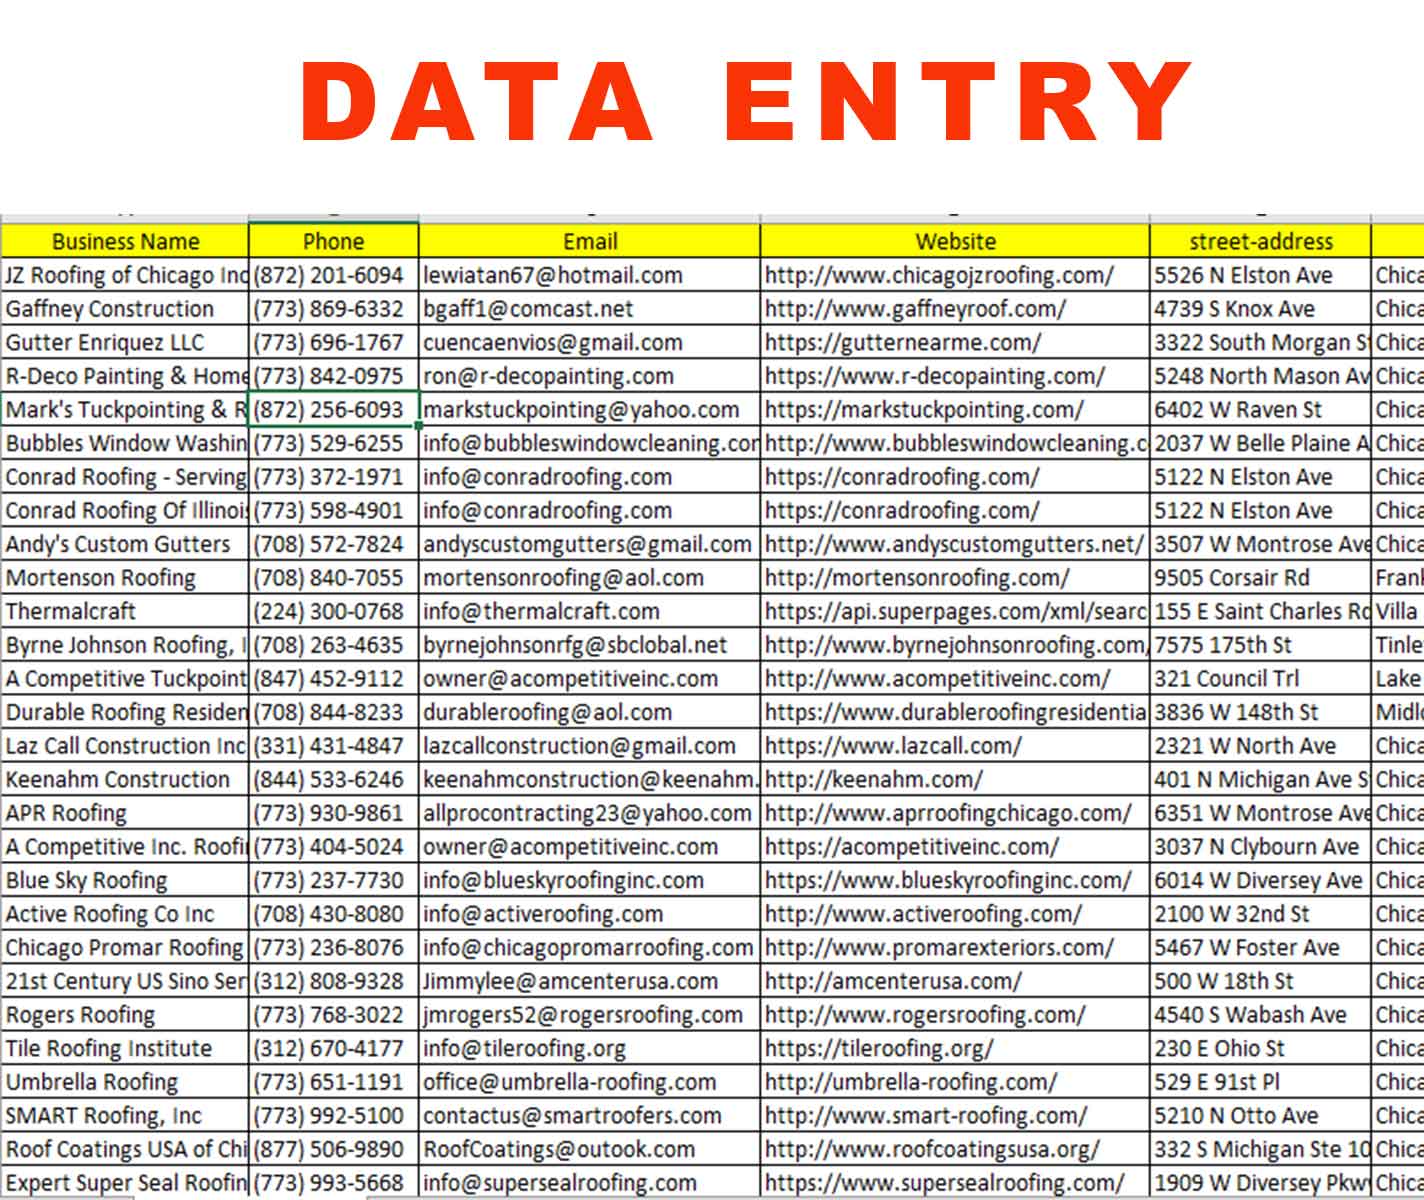 DATA ENTRY
Business Name Phone Email Website street-address
JZ Roofing of Chicago Inc (872) 201-6094 lewiatan67@hotmail.com http://www.chicagojzroofing.com/ 5526 N Elston Ave Chica
Gaffney Construction (773) 869-6332 bgaff1@comcast.net http://www.gaffneyroof.com/ 4739 S Knox Ave Chica
Gutter Enriquez LLC (773) 696-1767 cuencaenvios@gmail.com https://gutternearme.com/ 3322 South Morgan St Chica
R-Deco Painting & Home (773) 842-0975 ron@r-decopainting.com https://www.r-decopainting.com/ 5248 North Mason Av Chica
Mark's Tuckpointing & R (872) 256-6093 markstuckpointing@yahoo.com https://markstuckpointing.com/ 6402 W Raven St Chica
Bubbles Window Washin (773) 529-6255 info@bubbleswindowcleaning.com http://www.bubbleswindowcleaning.c 2037 W Belle Plaine A Chica
Conrad Roofing - Serving (773) 372-1971 info@conradroofing.com https://conradroofing.com/ 5122 N Elston Ave Chica
Conrad Roofing Of Illinois (773) 598-4901 info@conradroofing.com https://conradroofing.com/ 5122 N Elston Ave Chica
Andy's Custom Gutters (708) 572-7824 andyscustomgutters@gmail.com http://www.andyscustomgutters.net/ 3507 W Montrose Ave Chica
Mortenson Roofing (708) 840-7055 mortensonroofing@aol.com http://mortensonroofing.com/ 9505 Corsair Rd Frank
Thermalcraft (224) 300-0768 info@thermalcraft.com https://api.superpages.com/xml/searc 155 E Saint Charles Rd Villa
Byrne Johnson Roofing, I (708) 263-4635 byrnejohnsonrfg@sbclobal.net http://www.byrnejohnsonroofing.com/ 7575 175th St Tinle
A Competitive Tuckpoint (847) 452-9112 owner@acompetitiveinc.com http://www.acompetitiveinc.com/ 321 Council Trl Lake
Durable Roofing Residen (708) 844-8233 durableroofing@aol.com https://www.durableroofingresidentia 3836 W 148th St Midlo
Laz Call Construction Inc (331) 431-4847 lazcallconstruction@gmail.com https://www.lazcall.com/ 2321 W North Ave Chica
Keenahm Construction (844) 533-6246 keenahmconstruction@keenahm. http://keenahm.com/ 401 N Michigan Ave S Chica
APR Roofing (773) 930-9861 allprocontracting23@yahoo.com http://www.aprroofingchicago.com/ 6351 W Montrose Ave Chica
A Competitive Inc. Roofi (773) 404-5024 owner@acompetitiveinc.com https://acompetitiveinc.com/ 3037 N Clybourn Ave Chica
Blue Sky Roofing (773) 237-7730 info@blueskyroofinginc.com https://www.blueskyroofinginc.com/ 6014 W Diversey Ave Chica
Active Roofing Co Inc (708) 430-8080 info@activeroofing.com http://www.activeroofing.com/ 2100 W 32nd St Chica
Chicago Promar Roofing (773) 236-8076 info@chicagopromarroofing.com http://www.promarexteriors.com/ 5467 W Foster Ave Chica
21st Century US Sino Ser (312) 808-9328 Jimmylee@amcenterusa.com http://amcenterusa.com/ 500 W 18th St Chica
Rogers Roofing (773) 768-3022 jmrogers52@rogersroofing.com http://www.rogersroofing.com/ 4540 S Wabash Ave Chica
Tile Roofing Institute (312) 670-4177 info@tileroofing.org https://tileroofing.org/ 230 E Ohio St Chica
Umbrella Roofing (773) 651-1191 office@umbrella-roofing.com http://umbrella-roofing.com/ 529 E 91st Pl Chica
SMART Roofing, Inc (773) 992-5100 contactus@smartroofers.com http://www.smart-roofing.com/ 5210 N Otto Ave Chica
Roof Coatings USA of Chi (877) 506-9890 RoofCoatings@outook.com http://www.roofcoatingsusa.org/ 332 S Michigan Ste 10 Chica
Expert Super Seal Roofin (773) 993-5668 info@supersealroofing.com https://www.supersealroofing.com/ 1909 W Diversey Pkwy Chica